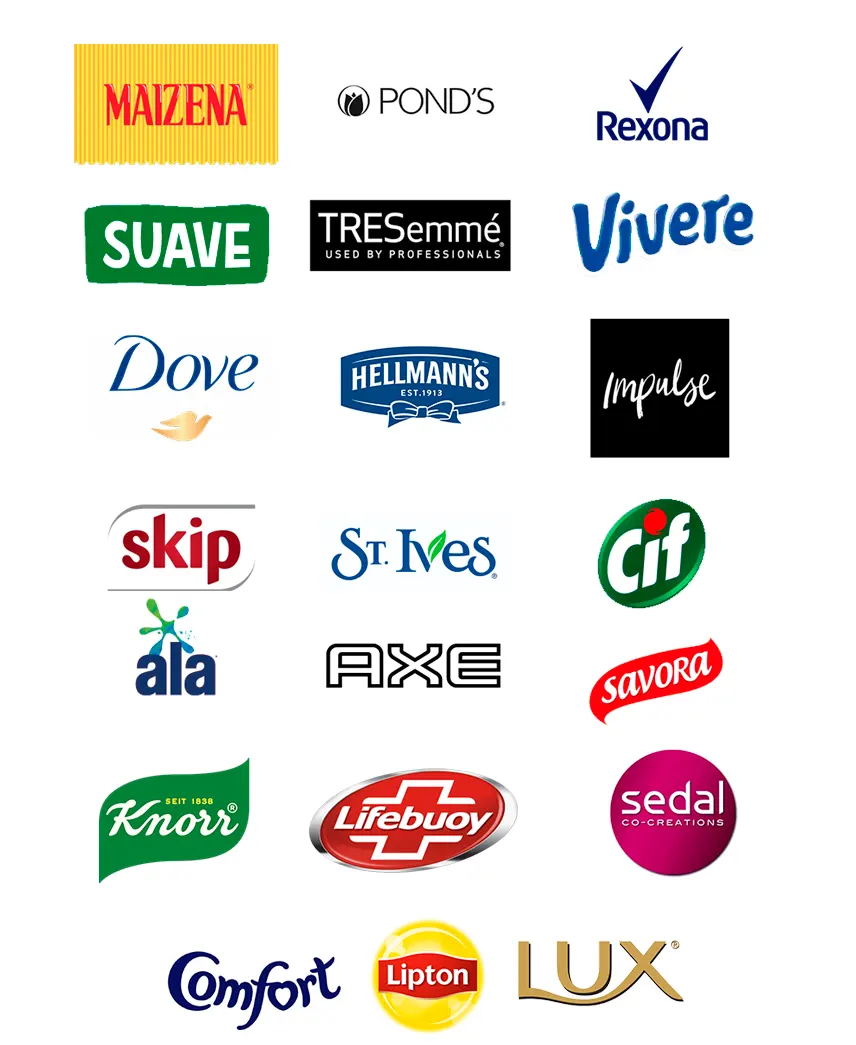 MAIZENA®
POND'S
Rexona
SUAVE
TRESemmé®
USED BY PROFESSIONALS
Vivere
Dove
HELLMANN'S
EST. 1913
®
Impulse
skip
ST. IVES®
Cif
ala
AXE
SAVORA
SEIT 1838
Knorr®
Lifebuoy
sedal
CO-CREATIONS
Comfort
Lipton
LUX®